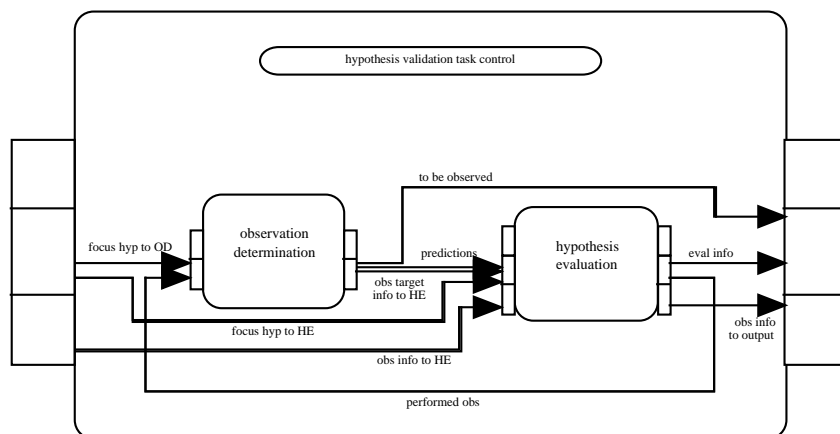 hypothesis validation task control
to be observed
observation
determination
hypothesis
evaluation
focus hyp to OD
predictions
eval info
obs target
info to HE
focus hyp to HE
obs info
to output
obs info to HE
performed obs